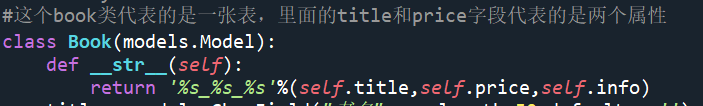 #这个book类代表的是一张表，里面的title和price字段代表的是两个属性
class Book(models.Model):
    def __str__(self):
        return '%s_%s_%s'%(self.title,self.price,self.info)